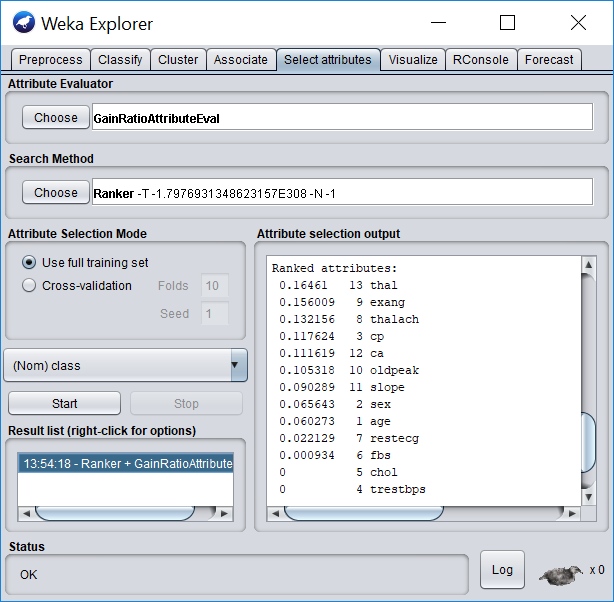 Weka Explorer
Preprocess Classify Cluster Associate Select attributes Visualize RConsole Forecast
Attribute Evaluator
Choose GainRatioAttributeEval
Search Method
Choose Ranker -T -1.7976931348623157E308 -N -1
Attribute Selection Mode
Use full training set
Cross-validation Folds 10
Seed 1
(Nom) class
Start Stop
Result list (right-click for options)
13:54:18 - Ranker + GainRatioAttribute
Attribute selection output
Ranked attributes:
0.16461 13 thal
0.156009 9 exang
0.132156 8 thalach
0.117624 3 cp
0.111619 12 ca
0.105318 10 oldpeak
0.090289 11 slope
0.065643 2 sex
0.060273 1 age
0.022129 7 restecg
0.000934 6 fbs
0 5 chol
0 4 trestbps
Status
OK
Log x 0